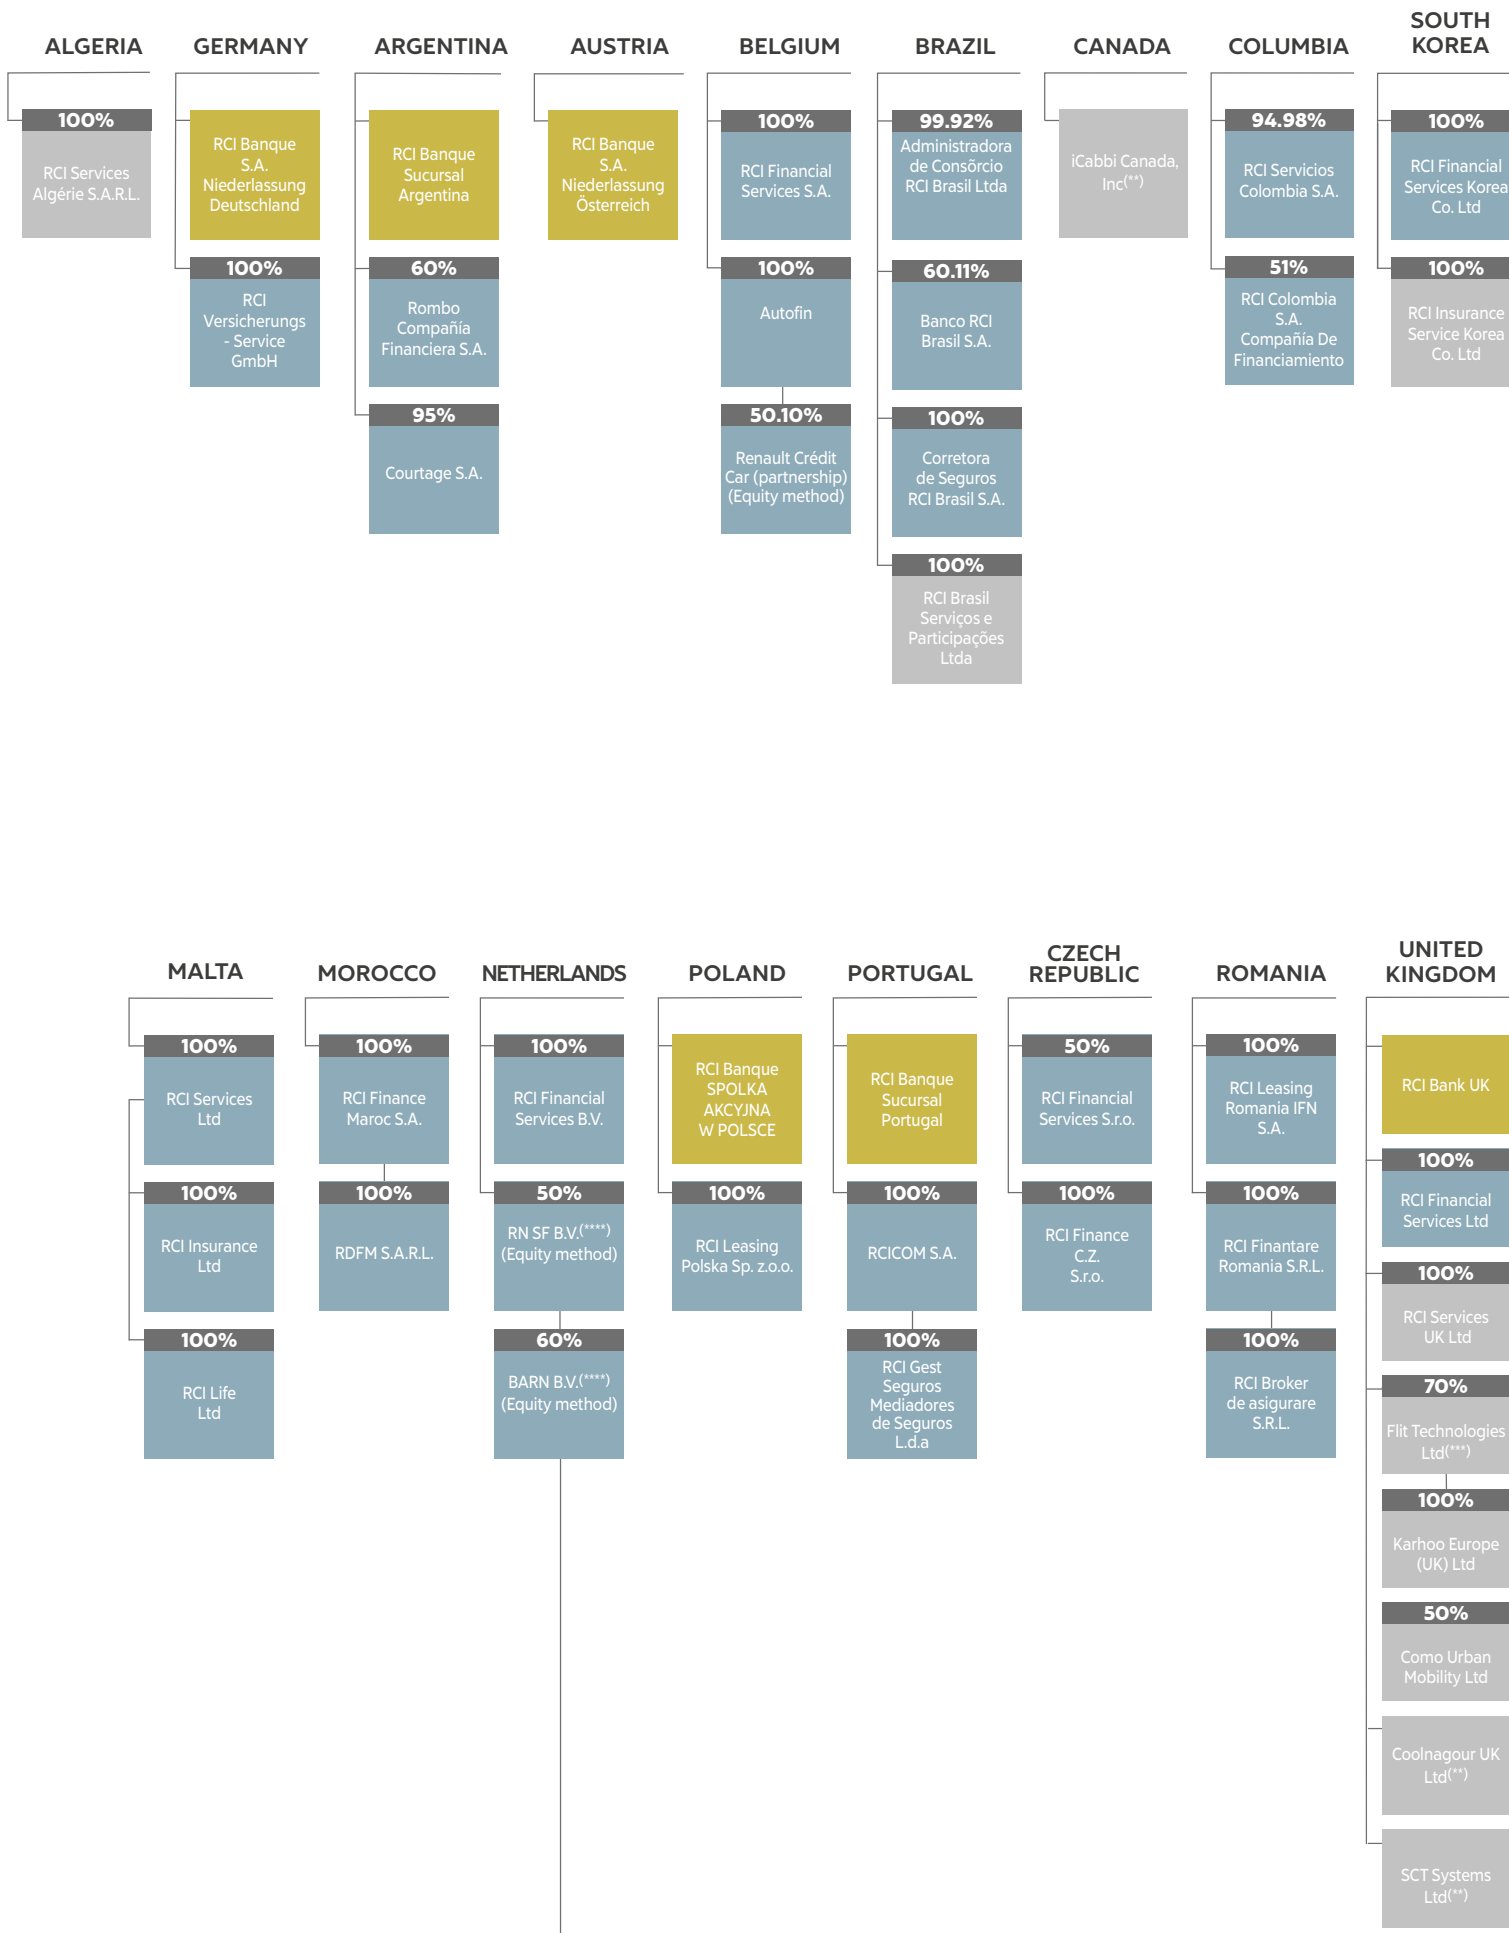 ALGERIA
100%
RCI Services
Algérie S.A.R.L.
GERMANY
RCI Banque
S.A.
Niederlassung
Deutschland
100%
RCI
Versicherungs
- Service
GmbH
ARGENTINA
RCI Banque
Sucursal
Argentina
60%
Rombo
Compañía
Financiera S.A.
95%
Courtage S.A.
AUSTRIA
RCI Banque
S.A.
Niederlassung
Österreich
BELGIUM
100%
RCI Financial
Services S.A.
100%
Autofin
50.10%
Renault Crédit
Car (partnership)
(Equity method)
BRAZIL
99.92%
Administradora
de Consõrcio
RCI Brasil Ltda
60.11%
Banco RCI
Brasil S.A.
100%
Corretora
de Seguros
RCI Brasil S.A.
100%
RCI Brasil
Serviços e
Participações
Ltda
CANADA
iCabbi Canada,
Inc(**)
COLUMBIA
94.98%
RCI Servicios
Colombia S.A.
51%
RCI Colombia
S.A.
Compañía De
Financiamiento
SOUTH
KOREA
100%
RCI Financial
Services Korea
Co. Ltd
100%
RCI Insurance
Service Korea
Co. Ltd
MALTA
100%
RCI Services
Ltd
100%
RCI Insurance
Ltd
100%
RCI Life
Ltd
MOROCCO
100%
RCI Finance
Maroc S.A.
100%
RDFM S.A.R.L.
NETHERLANDS
100%
RCI Financial
Services B.V.
50%
RN SF B.V.(****)
(Equity method)
60%
BARN B.V.(****)
(Equity method)
POLAND
RCI Banque
SPOLKA
AKCYJNA
W POLSCE
100%
RCI Leasing
Polska Sp. z.o.o.
PORTUGAL
RCI Banque
Sucursal
Portugal
100%
RCICOM S.A.
100%
RCI Gest
Seguros
Mediadores
de Seguros
L.d.a
CZECH
REPUBLIC
50%
RCI Financial
Services S.r.o.
100%
RCI Finance
C.Z.
S.r.o.
ROMANIA
100%
RCI Leasing
Romania IFN
S.A.
100%
RCI Finantare
Romania S.R.L.
100%
RCI Broker
de asigurare
S.R.L.
UNITED
KINGDOM
RCI Bank UK
100%
RCI Financial
Services Ltd
100%
RCI Services
UK Ltd
70%
Flit Technologies
Ltd(***)
100%
Karhoo Europe
(UK) Ltd
50%
Como Urban
Mobility Ltd
Coolnagour UK
Ltd(**)
SCT Systems
Ltd(**)